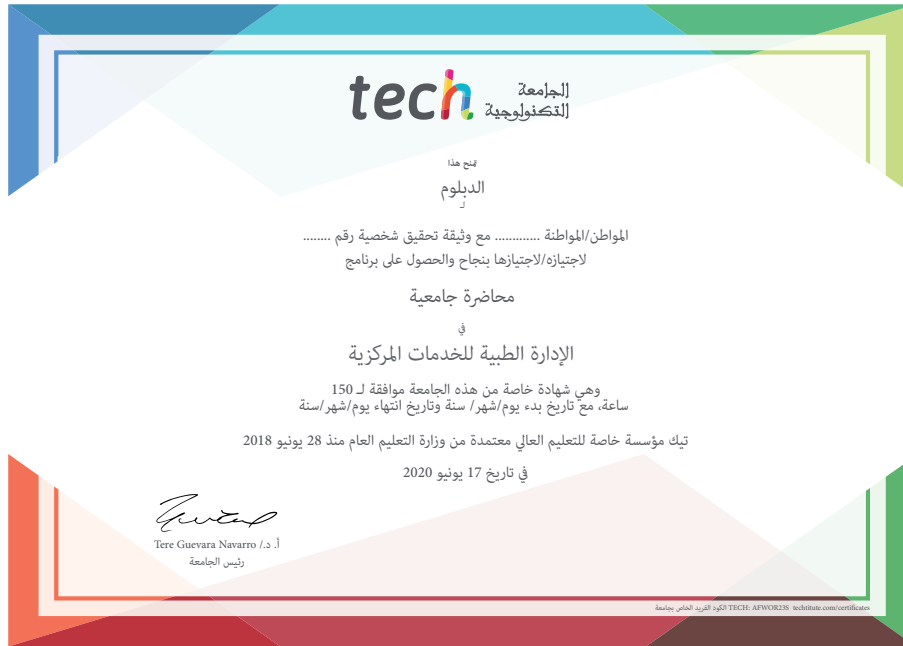 tech الجامعة
التكنولوجية
يمنح هذا
الدبلوم
لـ
المواطن/المواطنة ............. مع وثيقة تحقيق شخصية رقم ........
لاجتيازه/لاجتيازها بنجاح والحصول على برنامج
محاضرة جامعية
في
الإدارة الطبية للخدمات المركزية
وهي شهادة خاصة من هذه الجامعة موافقة لـ 150
ساعة، مع تاريخ بدء يوم/شهر/ سنة وتاريخ انتهاء يوم/شهر/سنة
تيك مؤسسة خاصة للتعليم العالي معتمدة من وزارة التعليم العام منذ 28 يونيو 2018
في تاريخ 17 يونيو 2020
أ. د./ Tere Guevara Navarro
رئيس الجامعة
الكود الفريد الخاص بجامعة TECH: AFWOR23S techtitute.com/certificates